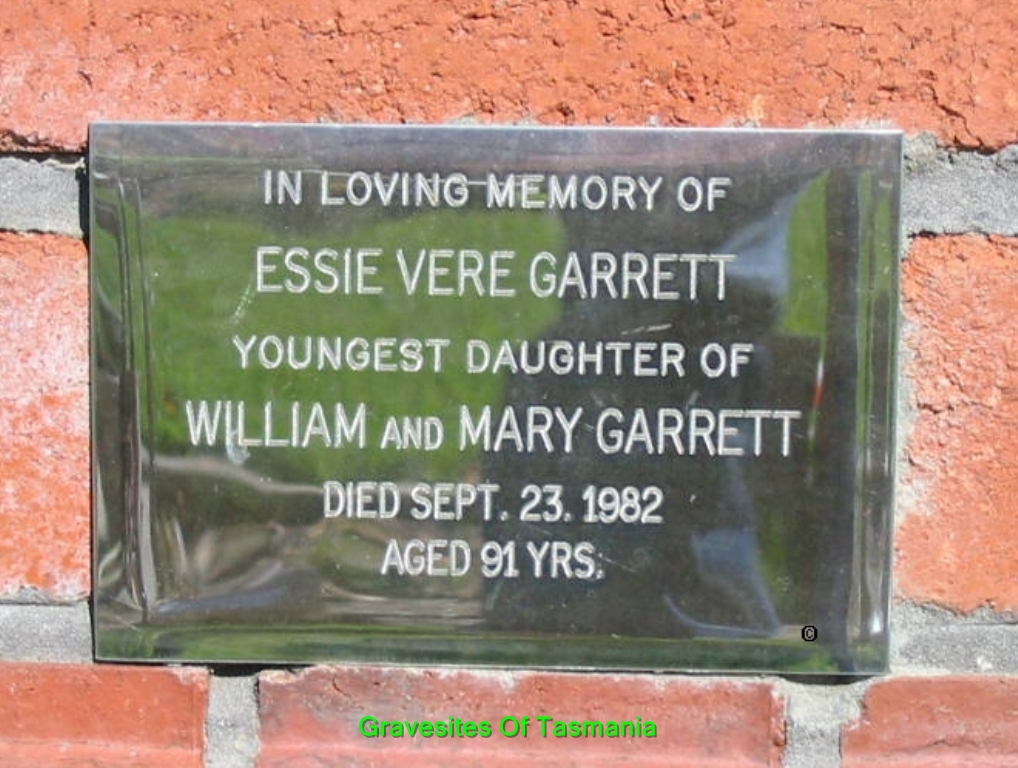 IN LOVING MEMORY OF
ESSIE VERE GARRETT
YOUNGEST DAUGHTER OF
WILLIAM AND MARY GARRETT
DIED SEPT. 23. 1982
AGED 91 YRS.
©
Gravesites Of Tasmania